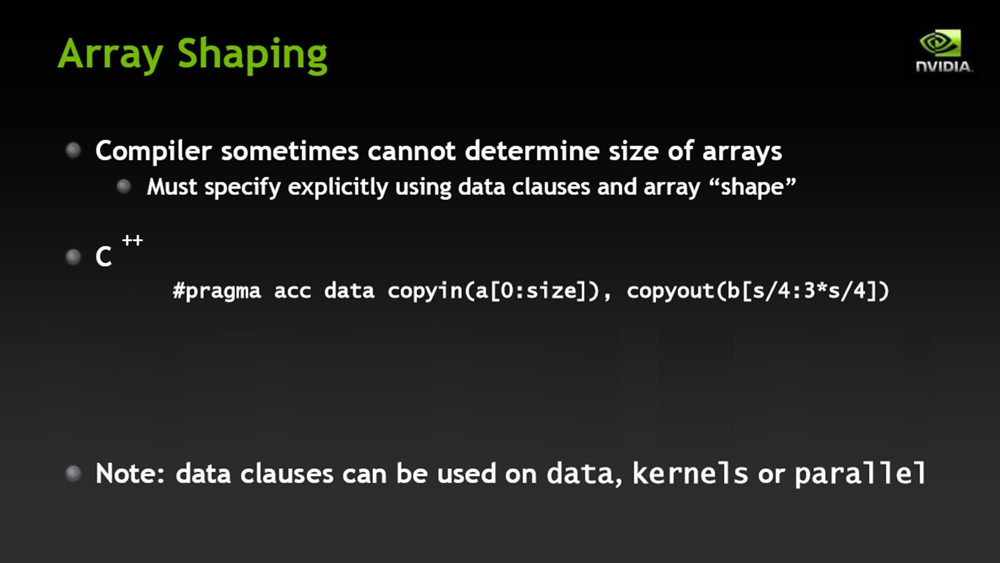 Array Shaping
NVIDIA.
Compiler sometimes cannot determine size of arrays
Must specify explicitly using data clauses and array “shape”
C ++
#pragma acc data copyin(a[0:size]), copyout(b[s/4:3*s/4])
Note: data clauses can be used on data, kernels or parallel